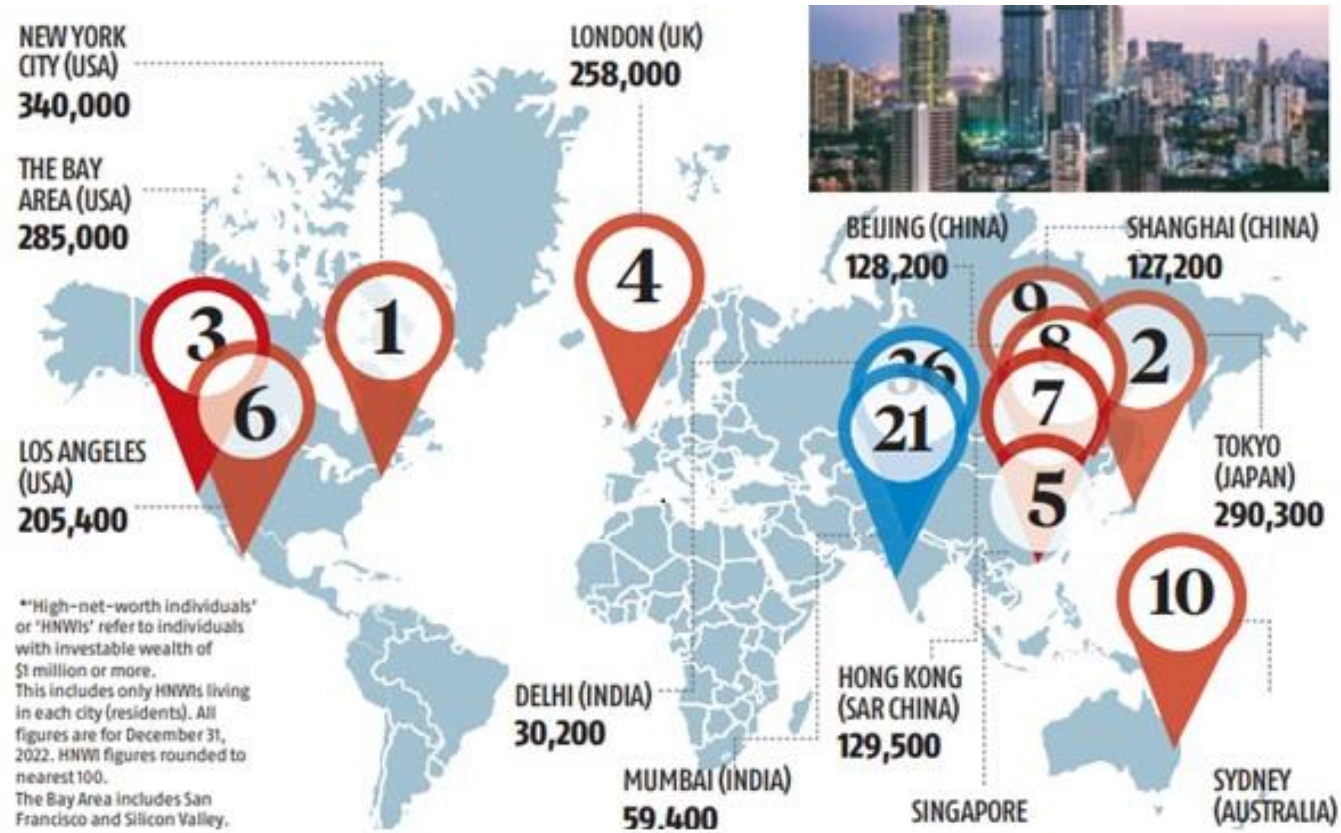 NEW YORK
CITY (USA)
340,000
LONDON (UK)
258,000
THE BAY
AREA (USA)
285,000
BEIJING (CHINA)
128,200
SHANGHAI (CHINA)
127,200
3
1
4
9
8
2
36
7
6
21
5
LOS ANGELES
(USA)
205,400
TOKYO
(JAPAN)
290,300
10
*'High-net-worth individuals'
or 'HNWIs' refer to individuals
with investable wealth of
$1 million or more.
This includes only HNWIs living
in each city (residents). All
figures are for December 31,
2022. HNWI figures rounded to
nearest 100.
The Bay Area includes San
Francisco and Silicon Valley.
DELHI (INDIA)
30,200
HONG KONG
(SAR CHINA)
129,500
MUMBAI (INDIA)
59,400
SINGAPORE
SYDNEY
(AUSTRALIA)